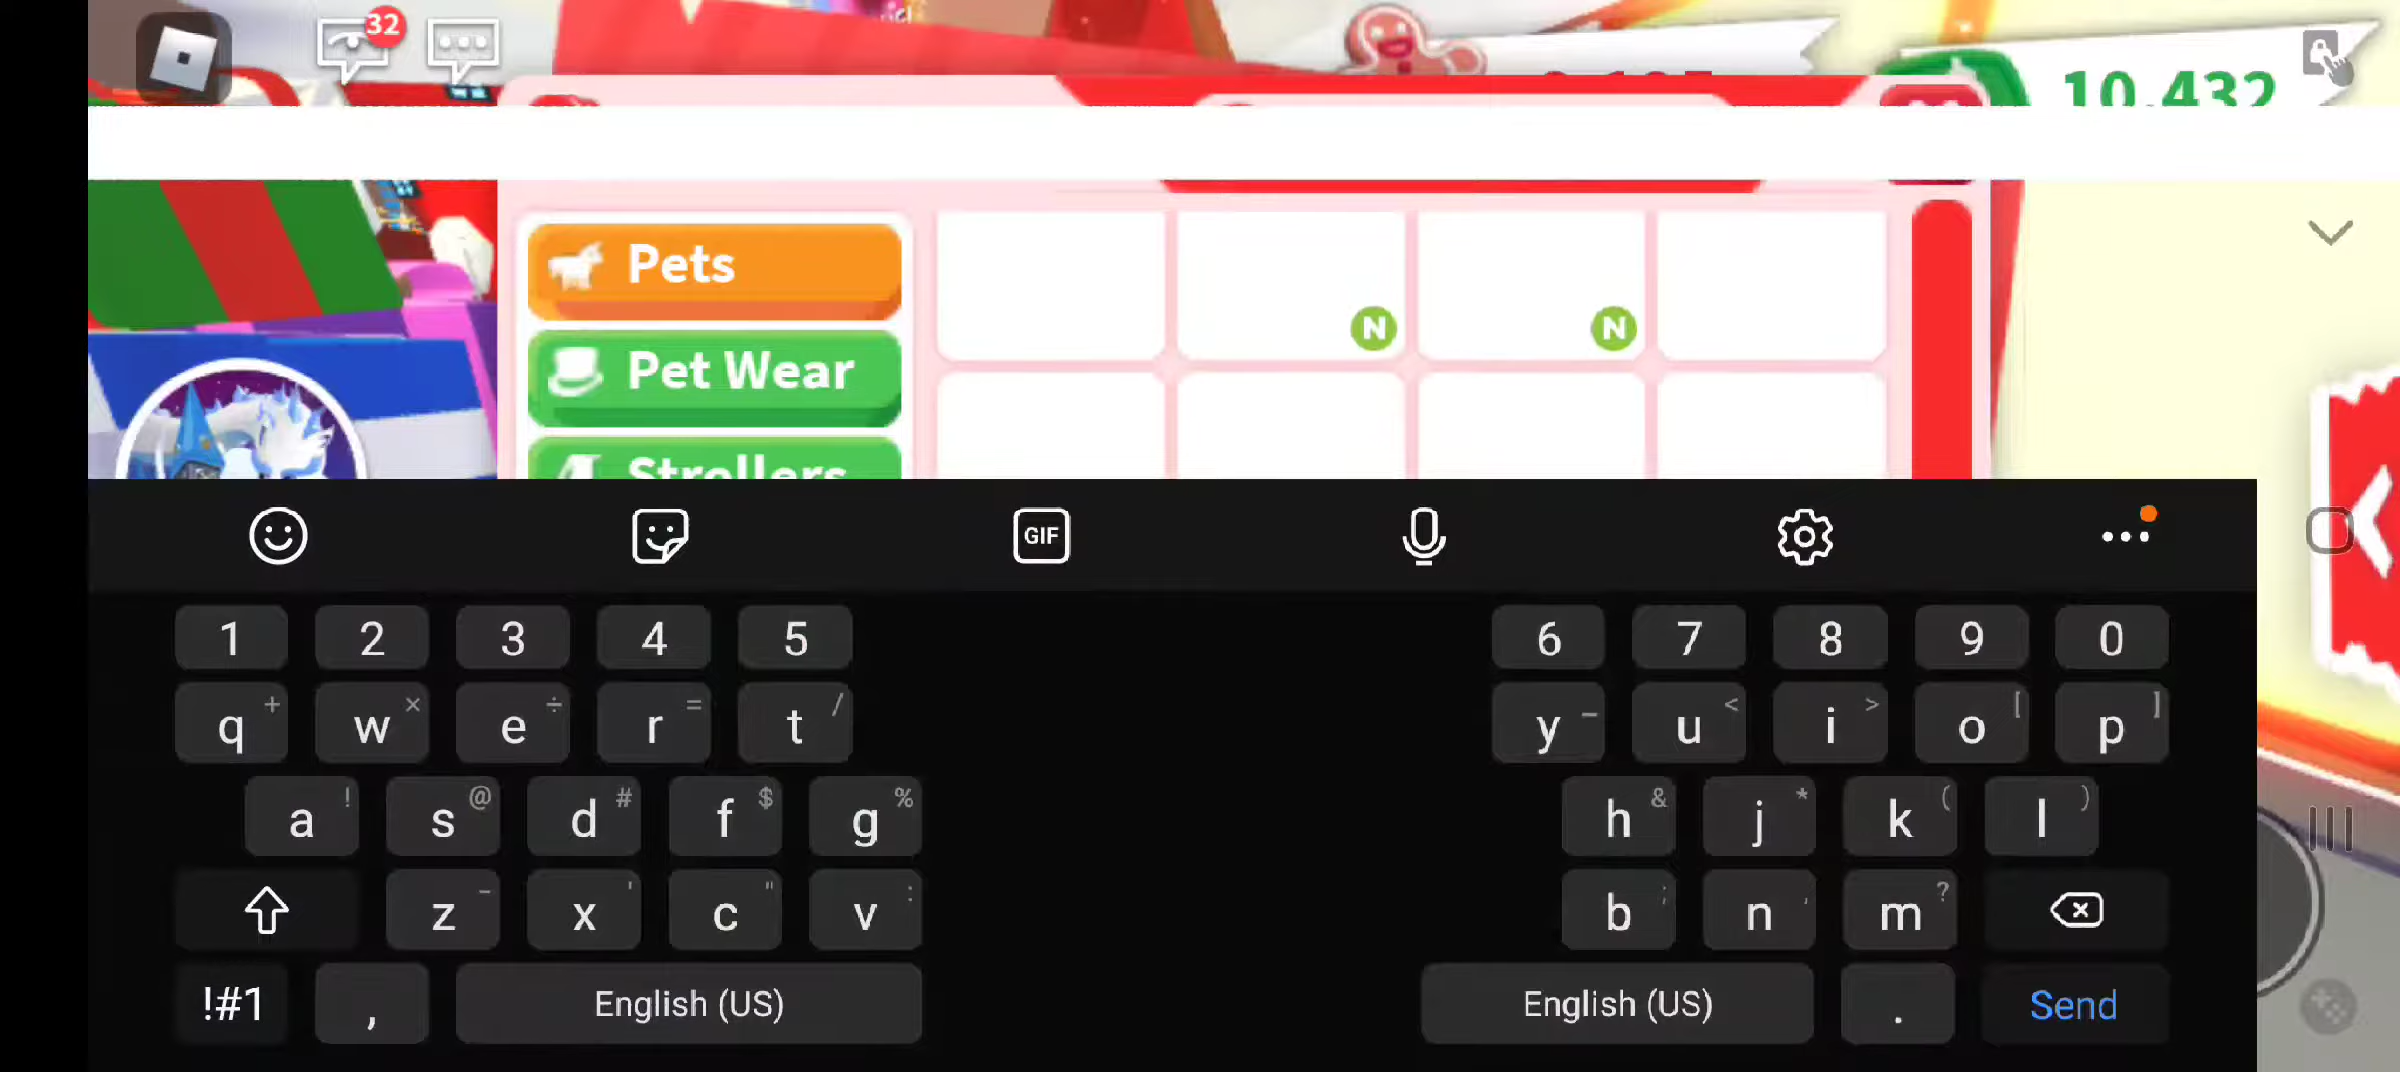 32
10,432
Pets
N
N
Pet Wear
Strollers
GIF
1 2 3 4 5 6 7 8 9 0
q + w × e ÷ r = t / y – u < i > o [ p ]
a ! s @ d # f $ g % h & j * k ( l )
z - x ' c " v : b ; n , m ?
!#1 , English (US) English (US) . Send